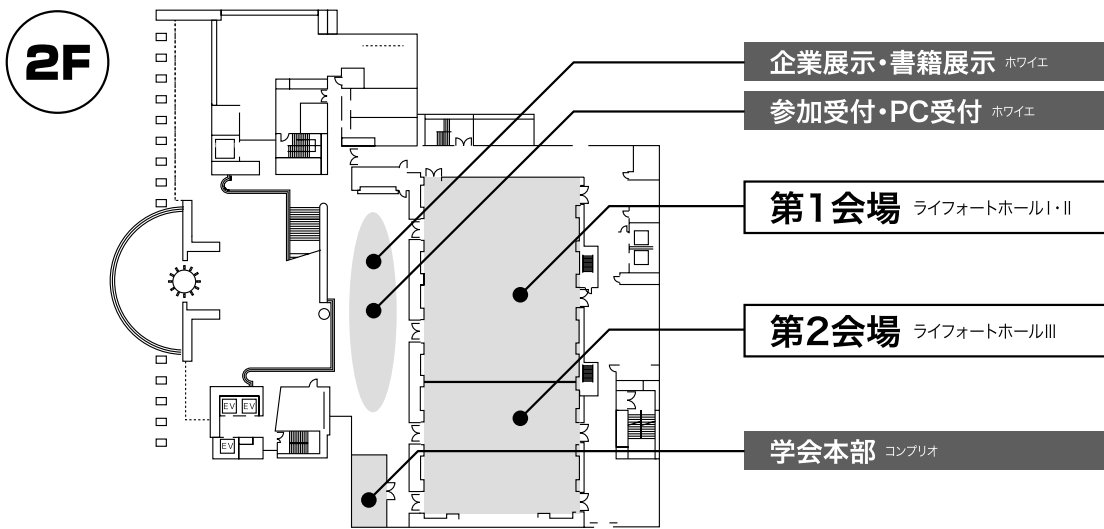 2F
企業展示・書籍展示 ホワイエ
参加受付・PC受付 ホワイエ
第1会場 ライフォートホールⅠ・Ⅱ
第2会場 ライフォートホールⅢ
学会本部 コンプリオ
EV EV
EV